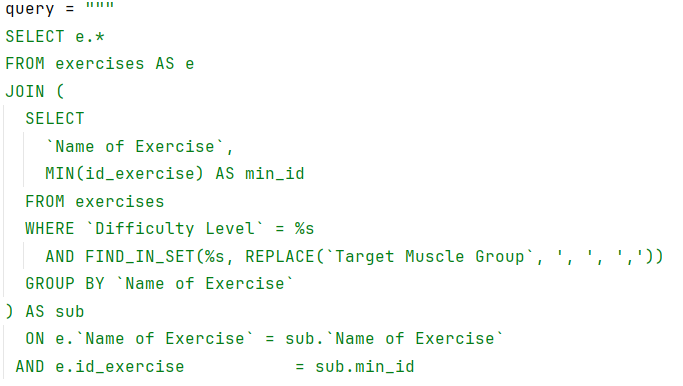 query = """
SELECT e.*
FROM exercises AS e
JOIN (
  SELECT
    `Name of Exercise`,
    MIN(id_exercise) AS min_id
  FROM exercises
  WHERE `Difficulty Level` = %s
    AND FIND_IN_SET(%s, REPLACE(`Target Muscle Group`, ', ', ','))
  GROUP BY `Name of Exercise`
) AS sub
  ON e.`Name of Exercise` = sub.`Name of Exercise`
 AND e.id_exercise           = sub.min_id